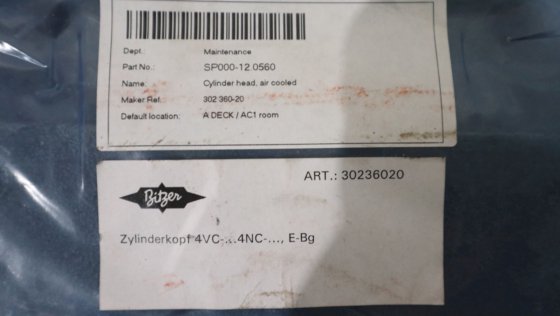 Dept.: Maintenance
Part No.: SP000-12.0560
Name: Cylinder head, air cooled
Maker Ref.: 302 360-20
Default location: A DECK / AC1 room
Bitzer
ART.: 30236020
Zylinderkopf 4VC-...4NC-..., E-Bg